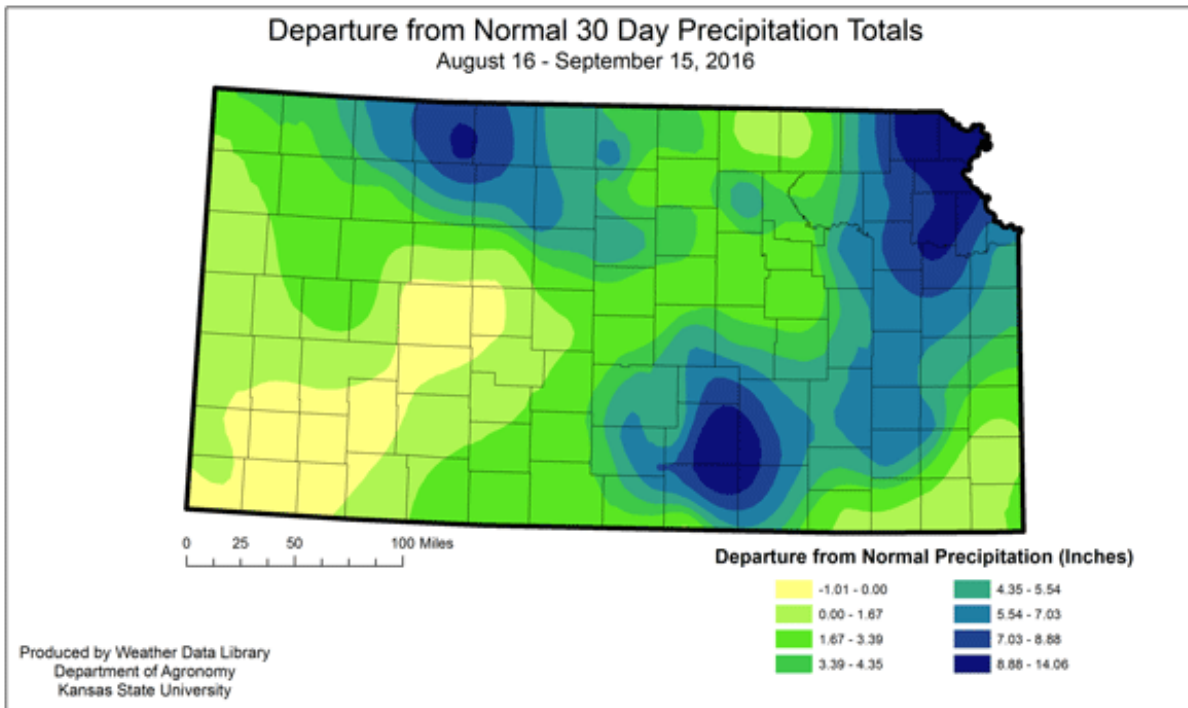 Departure from Normal 30 Day Precipitation Totals
August 16 - September 15, 2016
0 25 50 100 Miles
Departure from Normal Precipitation (Inches)
-1.01 - 0.00
0.00 - 1.67
1.67 - 3.39
3.39 - 4.35
4.35 - 5.54
5.54 - 7.03
7.03 - 8.88
8.88 - 14.06
Produced by Weather Data Library
Department of Agronomy
Kansas State University